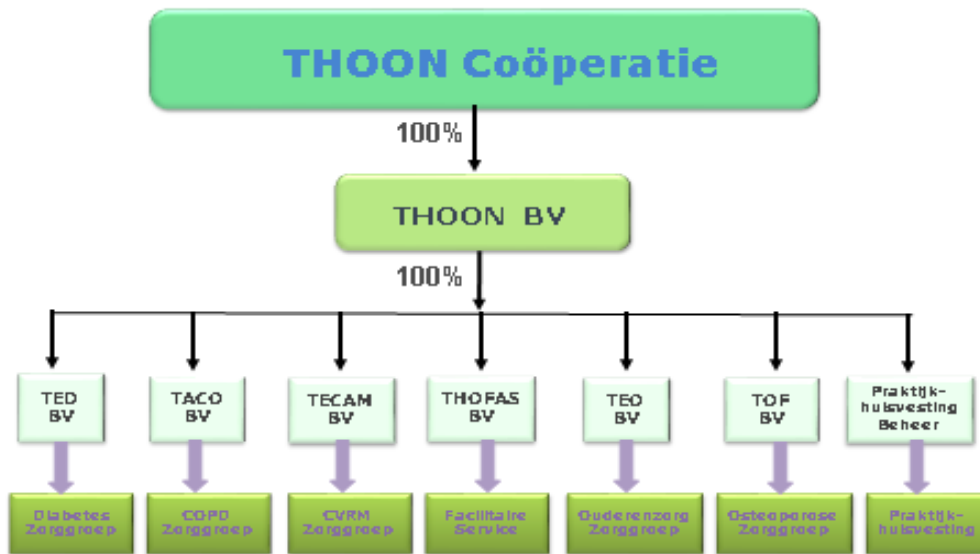 THOON Coöperatie
100%
THOON BV
100%
TED
BV
TACO
BV
TECAM
BV
THOFAS
BV
TEO
BV
TOF
BV
Praktijk-
huisvesting
Beheer
Diabetes
Zorggroep
COPD
Zorggroep
CVRM
Zorggroep
Facilitaire
Service
Ouderenzorg
Zorggroep
Osteoporose
Zorggroep
Praktijk-
huisvesting